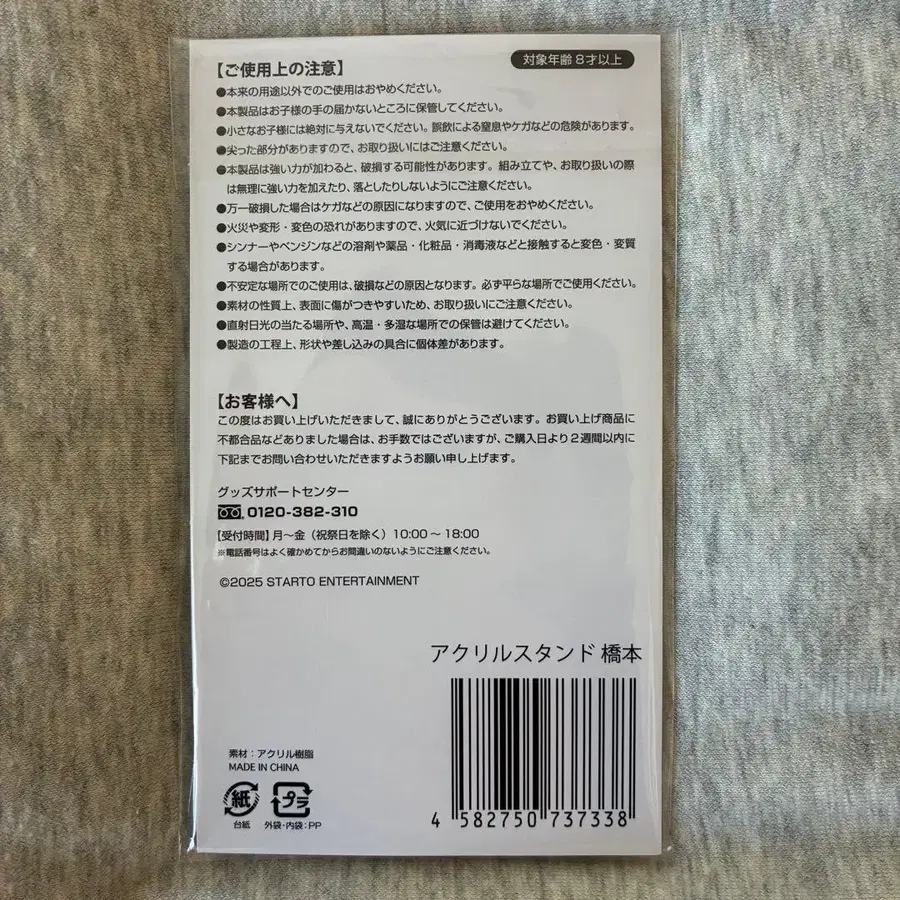 【ご使用上の注意】
対象年齢8才以上
●本来の用途以外でのご使用はおやめください。
●本製品はお子様の手の届かないところに保管してください。
●小さなお子様には絶対に与えないでください。誤飲による窒息やケガなどの危険があります。
●尖った部分がありますので、お取り扱いにはご注意ください。
●本製品は強い力が加わると、破損する可能性があります。組み立てや、お取り扱いの際
は無理に強い力を加えたり、落としたりしないようにご注意ください。
●万一破損した場合はケガなどの原因になりますので、ご使用をおやめください。
●火災や変形・変色の恐れがありますので、火気に近づけないでください。
●シンナーやベンジンなどの溶剤や薬品・化粧品・消毒液などと接触すると変色・変質
する場合があります。
●不安定な場所でのご使用は、破損などの原因となります。必ず平らな場所でご使用ください。
●素材の性質上、表面に傷がつきやすいため、お取り扱いにご注意ください。
●直射日光の当たる場所や、高温・多湿な場所での保管は避けてください。
●製造の工程上、形状や差し込みの具合に個体差があります。
【お客様へ】
この度はお買い上げいただきまして、誠にありがとうございます。お買い上げ商品に
不都合品などありました場合は、お手数ではございますが、ご購入日より2週間以内に
下記までお問い合わせいただきますようお願い申し上げます。
グッズサポートセンター
0120-382-310
【受付時間】月～金（祝祭日を除く）10:00～18:00
※電話番号はよく確かめてからお間違いのないようにご注意ください。
©2025 STARTO ENTERTAINMENT
アクリルスタンド 橋本
素材：アクリル樹脂
MADE IN CHINA
紙 プラ
台紙 外袋・内袋：PP
4 582750 737338